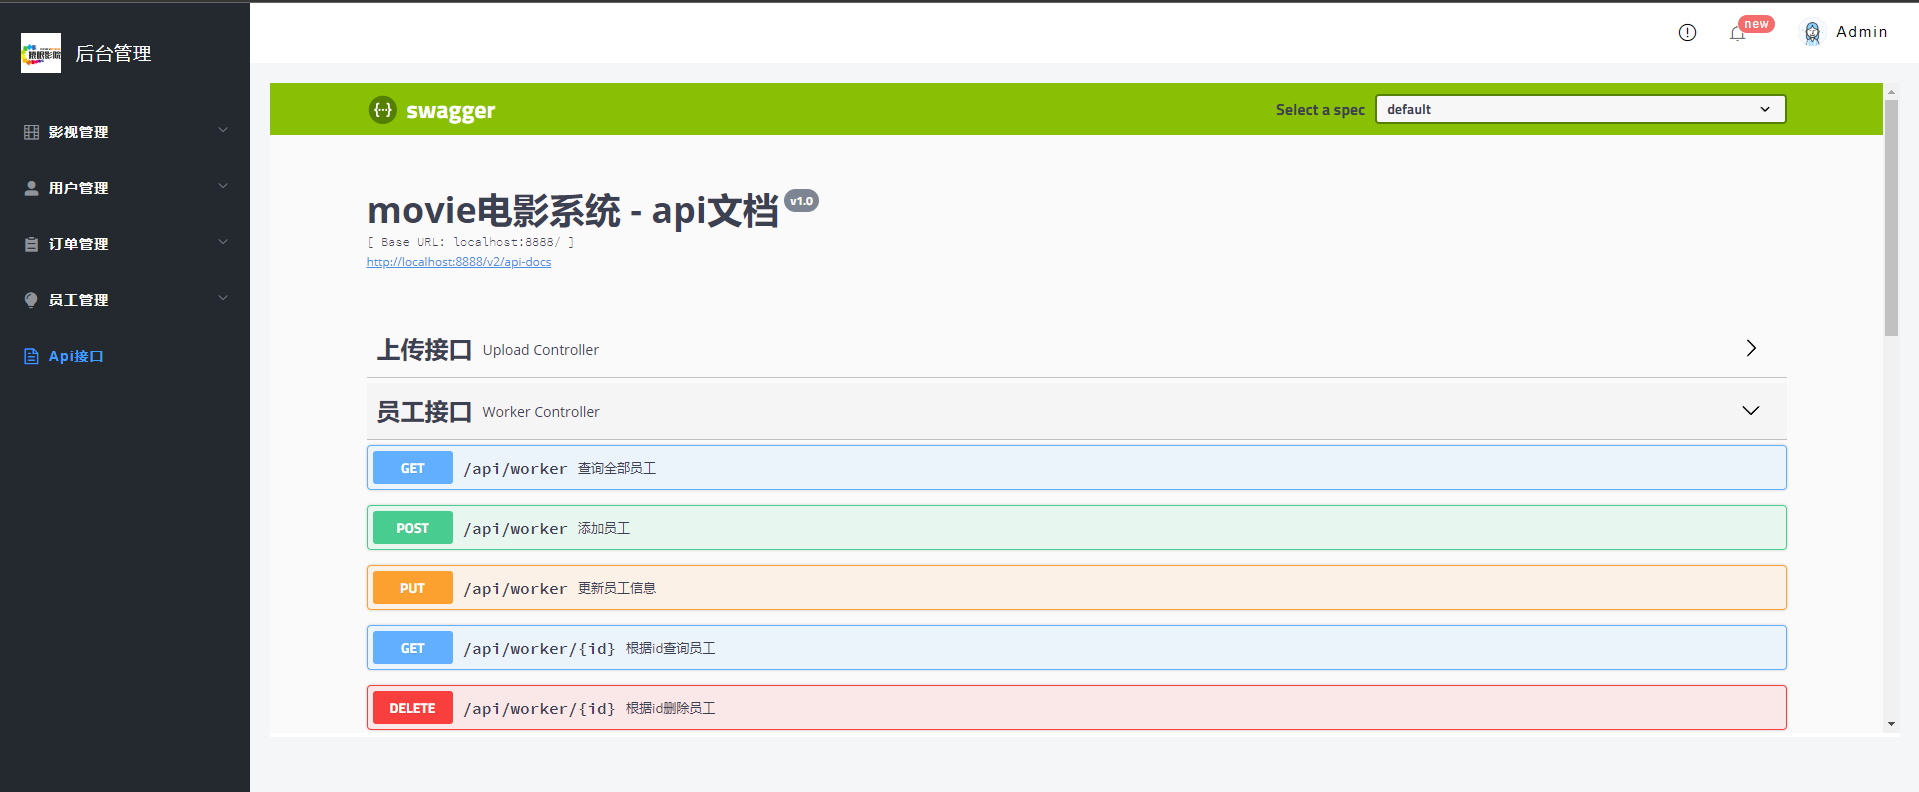 new
Admin
后台管理
影视管理
用户管理
订单管理
员工管理
Api接口
{··} swagger
Select a spec default
movie电影系统 - api文档 v1.0
[ Base URL: localhost:8888/ ]
http://localhost:8888/v2/api-docs
上传接口 Upload Controller
员工接口 Worker Controller
GET /api/worker 查询全部员工
POST /api/worker 添加员工
PUT /api/worker 更新员工信息
GET /api/worker/{id} 根据id查询员工
DELETE /api/worker/{id} 根据id删除员工